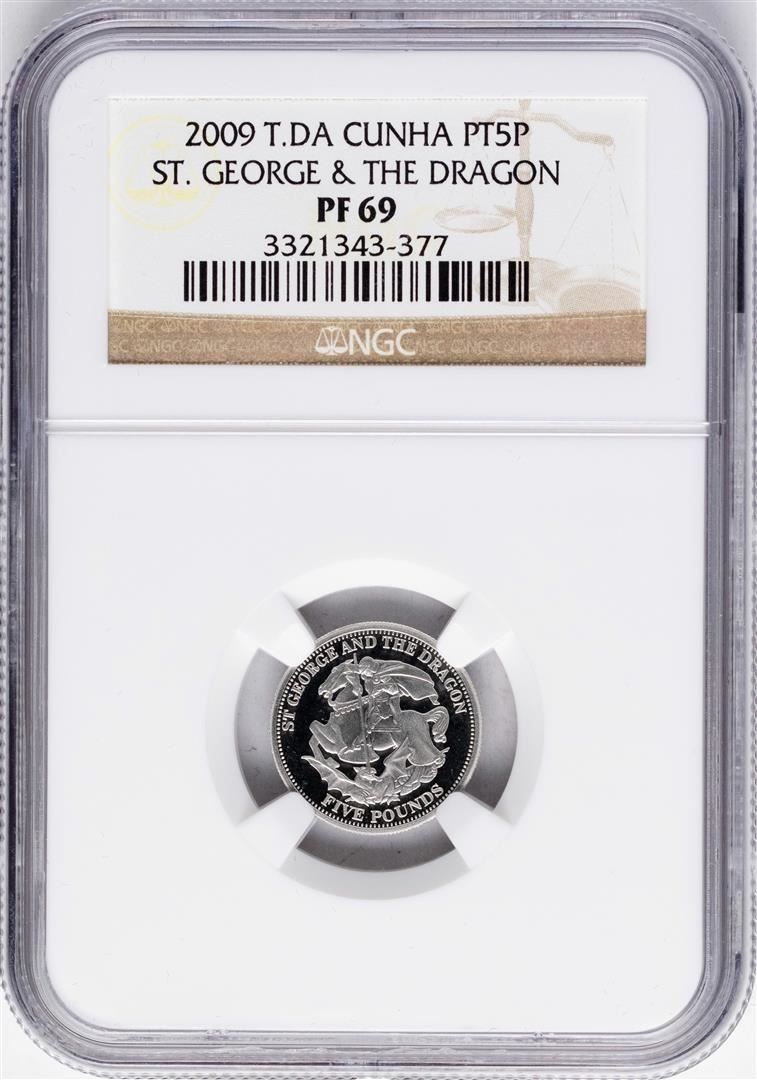 2009 T.DA CUNHA PT5P
ST. GEORGE & THE DRAGON
PF 69
3321343-377
NGC
ST GEORGE AND THE DRAGON
FIVE POUNDS